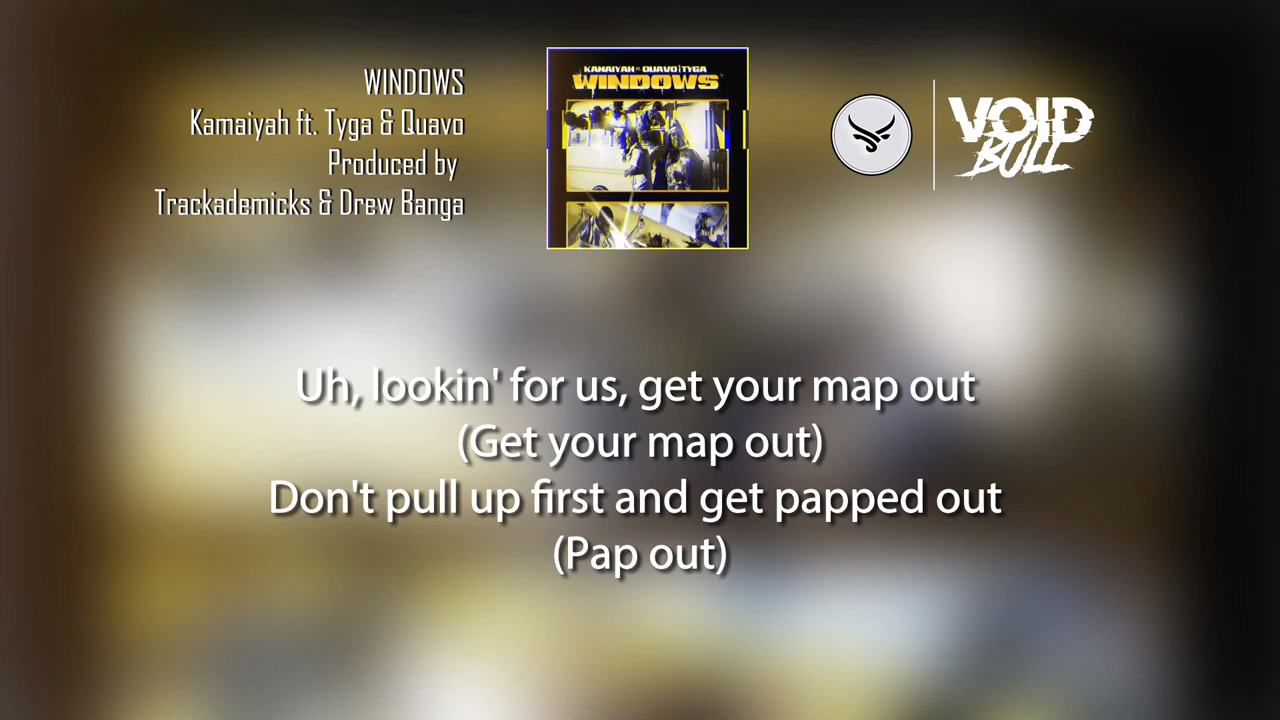 WINDOWS
Kamaiyah ft. Tyga & Quavo
Produced by
Trackademicks & Drew Banga
KAMAIYAH FT. QUAVO | TYGA
WINDOWS
VOID
BULL
Uh, lookin' for us, get your map out
(Get your map out)
Don't pull up first and get papped out
(Pap out)